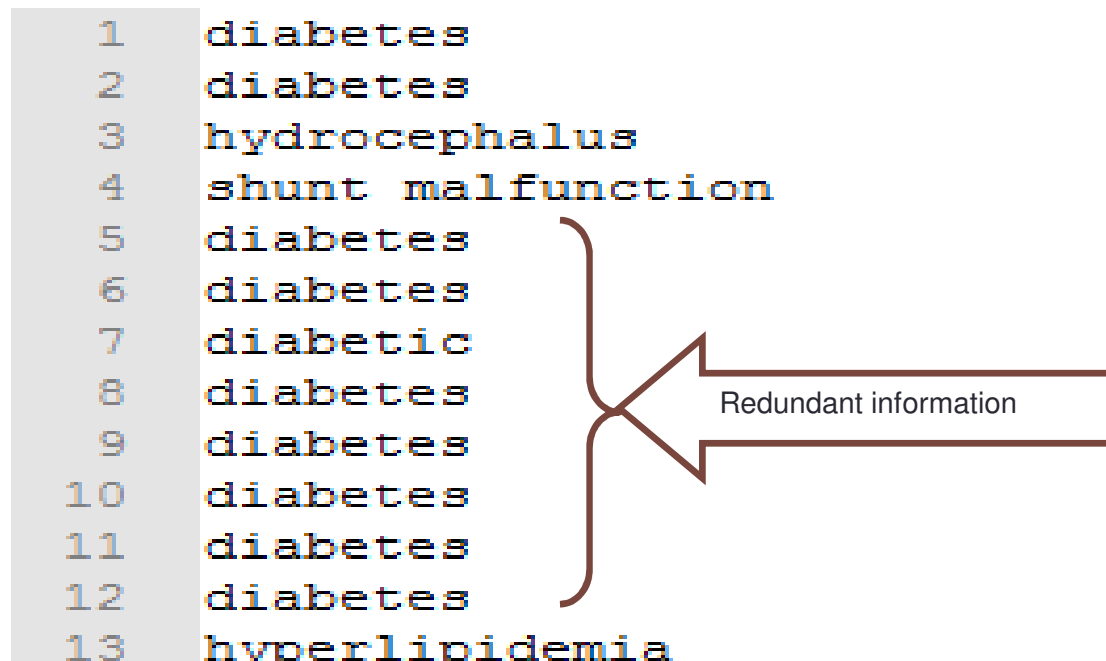 1 diabetes
2 diabetes
3 hydrocephalus
4 shunt malfunction
5 diabetes
6 diabetes
7 diabetic
8 diabetes
Redundant information
9 diabetes
10 diabetes
11 diabetes
12 diabetes
13 hyperlipidemia